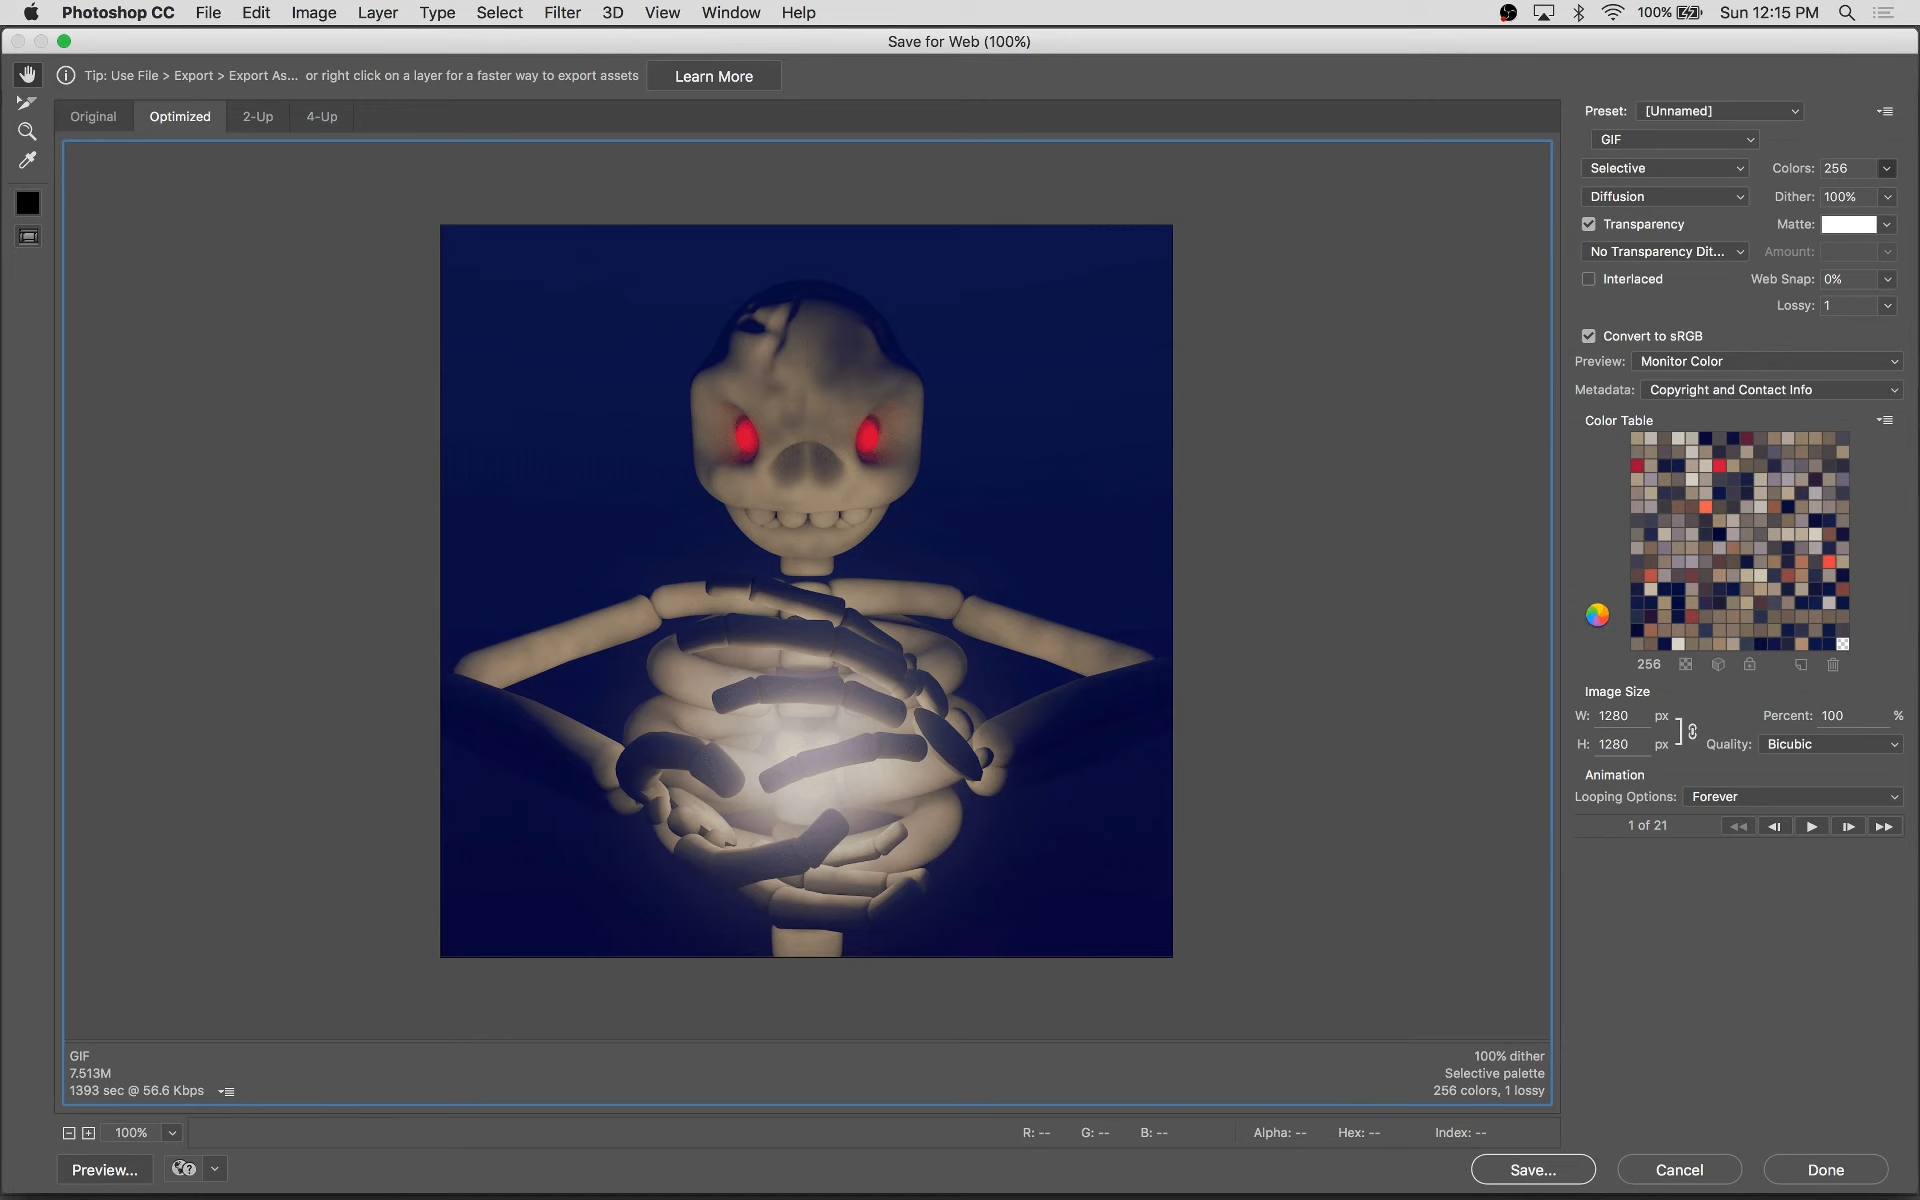 Photoshop CC File Edit Image Layer Type Select Filter 3D View Window Help 100% Sun 12:15 PM
Save for Web (100%)
Tip: Use File > Export > Export As... or right click on a layer for a faster way to export assets Learn More
Original Optimized 2-Up 4-Up
Preset: [Unnamed]
GIF
Selective Colors: 256
Diffusion Dither: 100%
Transparency Matte:
No Transparency Dit... Amount:
Interlaced Web Snap: 0%
Lossy: 1
Convert to sRGB
Preview: Monitor Color
Metadata: Copyright and Contact Info
Color Table
256
Image Size
W: 1280 px Percent: 100 %
H: 1280 px Quality: Bicubic
Animation
Looping Options: Forever
1 of 21
GIF
7.513M
1393 sec @ 56.6 Kbps
100% dither
Selective palette
256 colors, 1 lossy
100% R: -- G: -- B: -- Alpha: -- Hex: -- Index: --
Preview... Save... Cancel Done